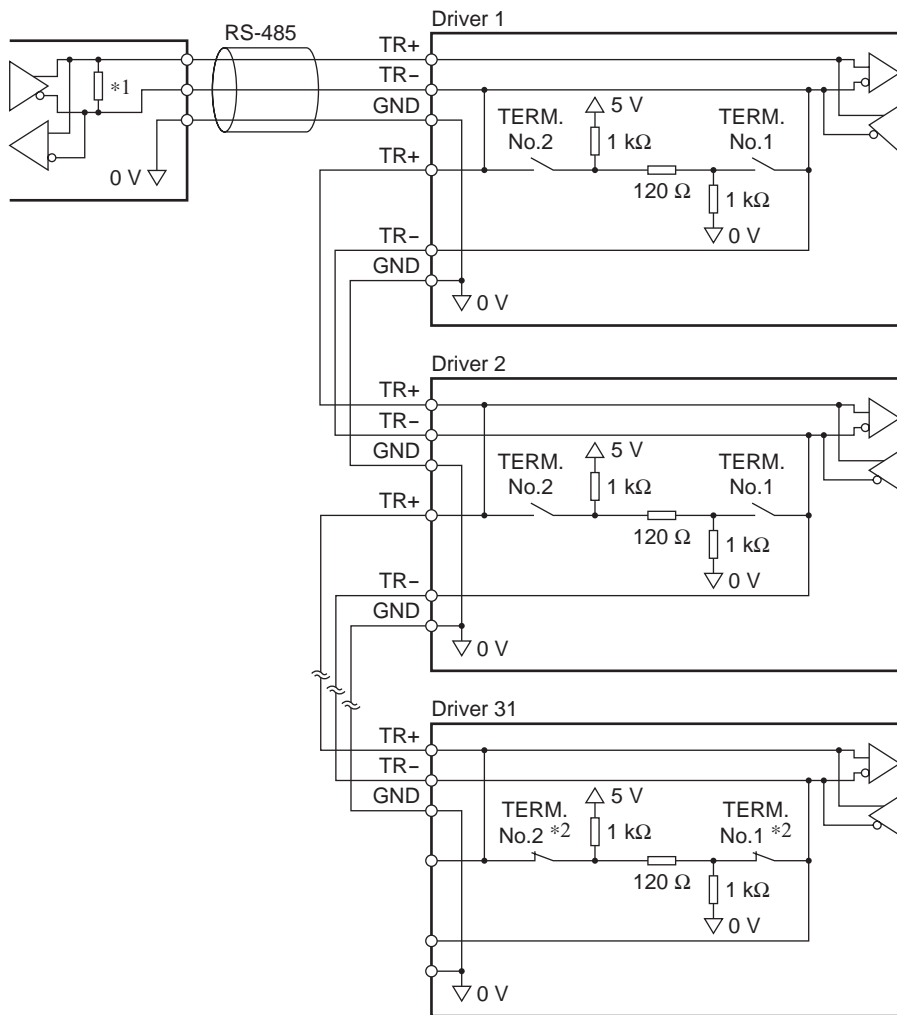 Driver 1
RS-485
TR+
TR−
GND
*1
0 V
5 V
TERM.
No.2
1 kΩ
TERM.
No.1
TR+
120 Ω
1 kΩ
0 V
TR−
GND
0 V
Driver 2
TR+
TR−
GND
5 V
TERM.
No.2
1 kΩ
TERM.
No.1
TR+
120 Ω
1 kΩ
0 V
TR−
GND
0 V
Driver 31
TR+
TR−
GND
5 V
TERM.
No.2 *2
1 kΩ
TERM.
No.1 *2
120 Ω
1 kΩ
0 V
0 V